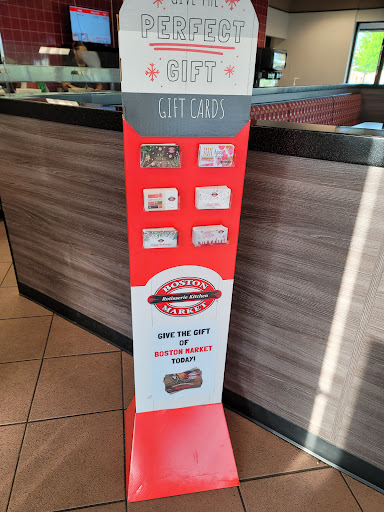 GIVE THE
PERFECT
GIFT
GIFT CARDS
BOSTON
Rotisserie Kitchen
MARKET
GIVE THE GIFT
OF
BOSTON MARKET
TODAY!